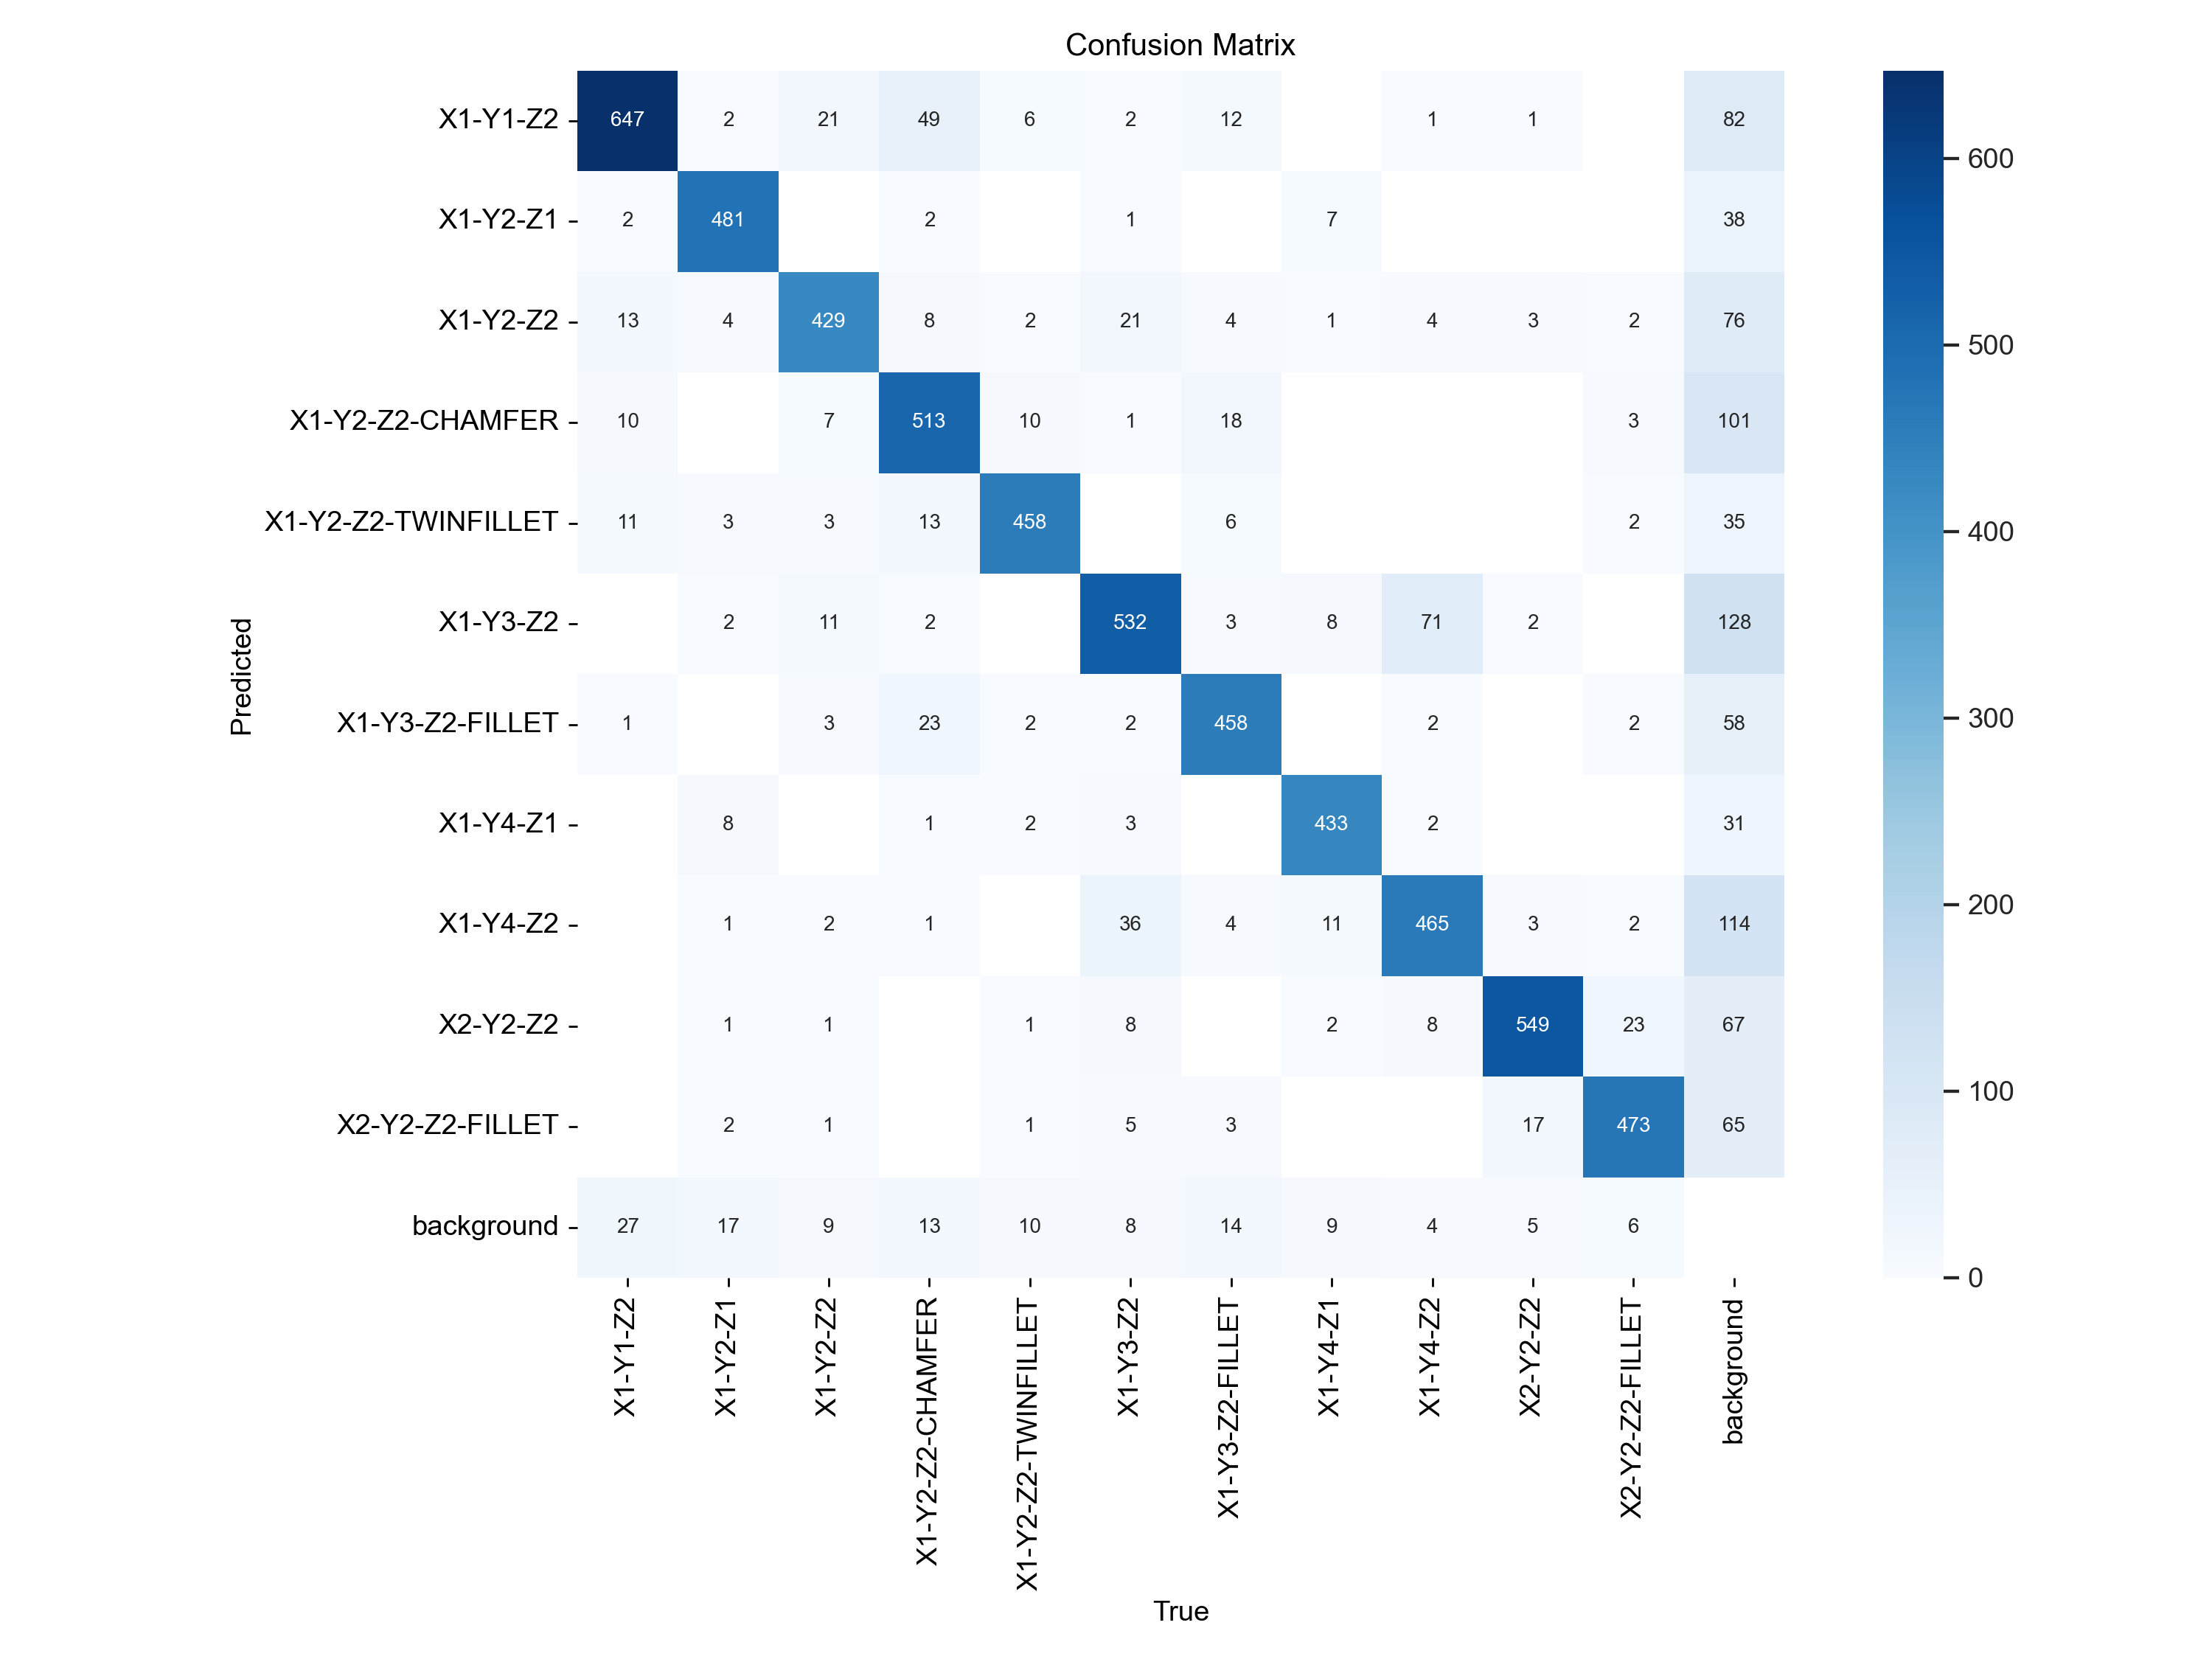 Confusion Matrix
Predicted
X1-Y1-Z2 647 2 21 49 6 2 12 1 1 82
X1-Y2-Z1 2 481 2 1 7 38
X1-Y2-Z2 13 4 429 8 2 21 4 1 4 3 2 76
X1-Y2-Z2-CHAMFER 10 7 513 10 1 18 3 101
X1-Y2-Z2-TWINFILLET 11 3 3 13 458 6 2 35
X1-Y3-Z2 2 11 2 532 3 8 71 2 128
X1-Y3-Z2-FILLET 1 3 23 2 2 458 2 2 58
X1-Y4-Z1 8 1 2 3 433 2 31
X1-Y4-Z2 1 2 1 36 4 11 465 3 2 114
X2-Y2-Z2 1 1 1 8 2 8 549 23 67
X2-Y2-Z2-FILLET 2 1 1 5 3 17 473 65
background 27 17 9 13 10 8 14 9 4 5 6
X1-Y1-Z2
X1-Y2-Z1
X1-Y2-Z2
X1-Y2-Z2-CHAMFER
X1-Y2-Z2-TWINFILLET
X1-Y3-Z2
X1-Y3-Z2-FILLET
X1-Y4-Z1
X1-Y4-Z2
X2-Y2-Z2
X2-Y2-Z2-FILLET
background
True
600
500
400
300
200
100
0